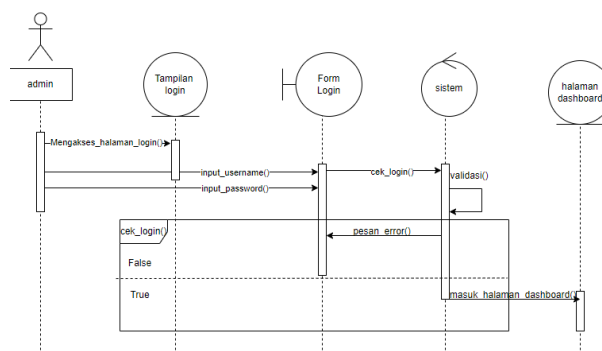 admin
Tampilan
login
Form
Login
sistem
halaman
dashboard
Mengakses_halaman_login()
input_username()
cek_login()
validasi()
input_password()
cek_login()
pesan_error()
False
True
masuk_halaman_dashboard()